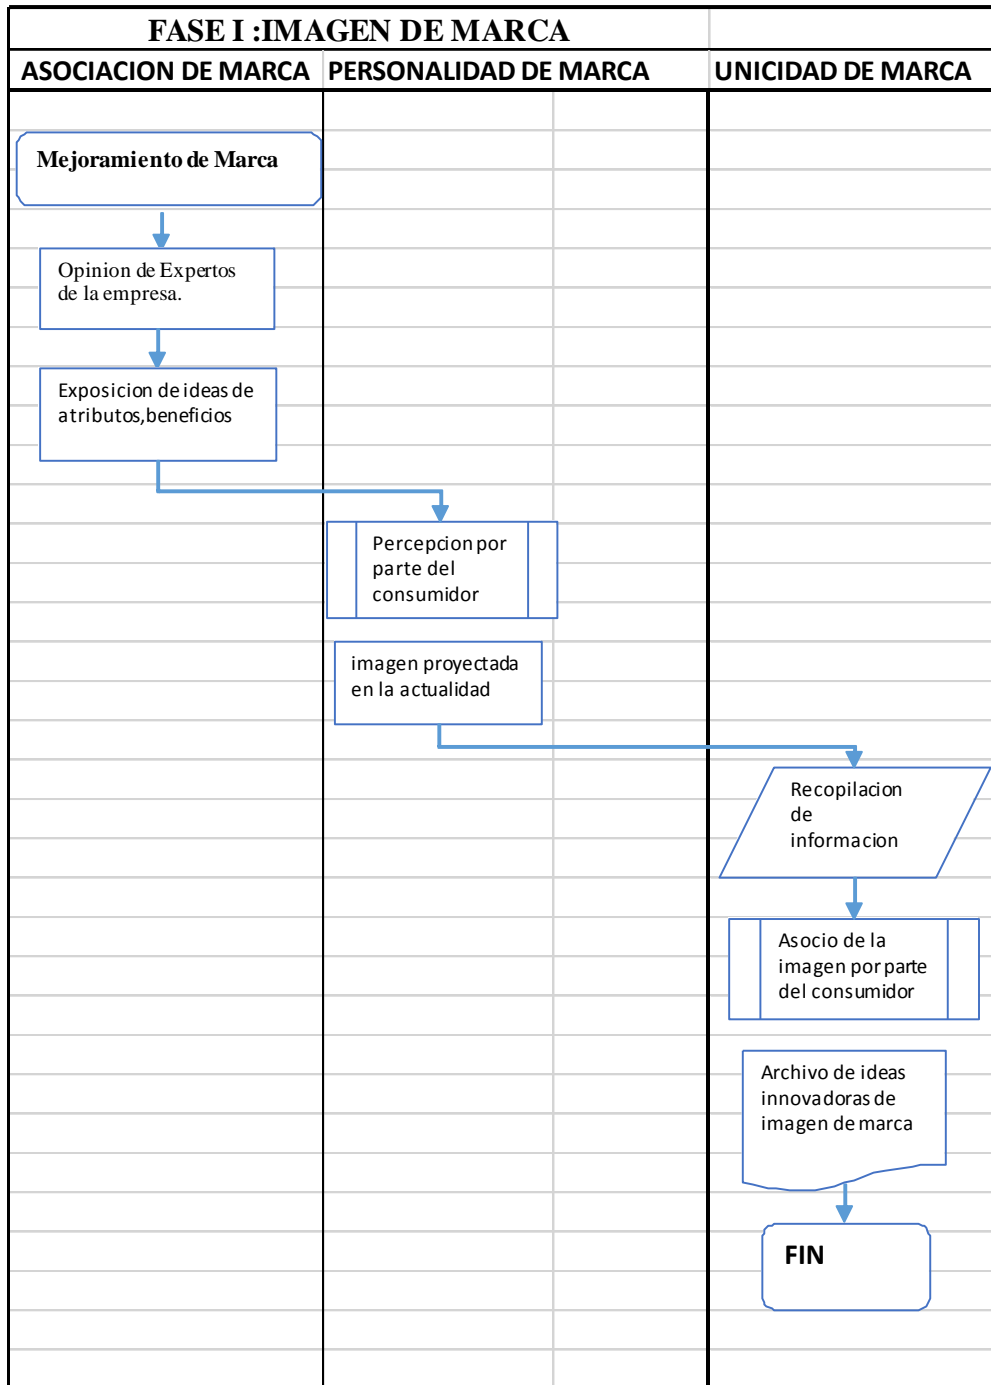 FASE I :IMAGEN DE MARCA
ASOCIACION DE MARCA PERSONALIDAD DE MARCA UNICIDAD DE MARCA
Mejoramiento de Marca
Opinion de Expertos
de la empresa.
Exposicion de ideas de
atributos,beneficios
Percepcion por
parte del
consumidor
imagen proyectada
en la actualidad
Recopilacion
de
informacion
Asocio de la
imagen por parte
del consumidor
Archivo de ideas
innovadoras de
imagen de marca
FIN